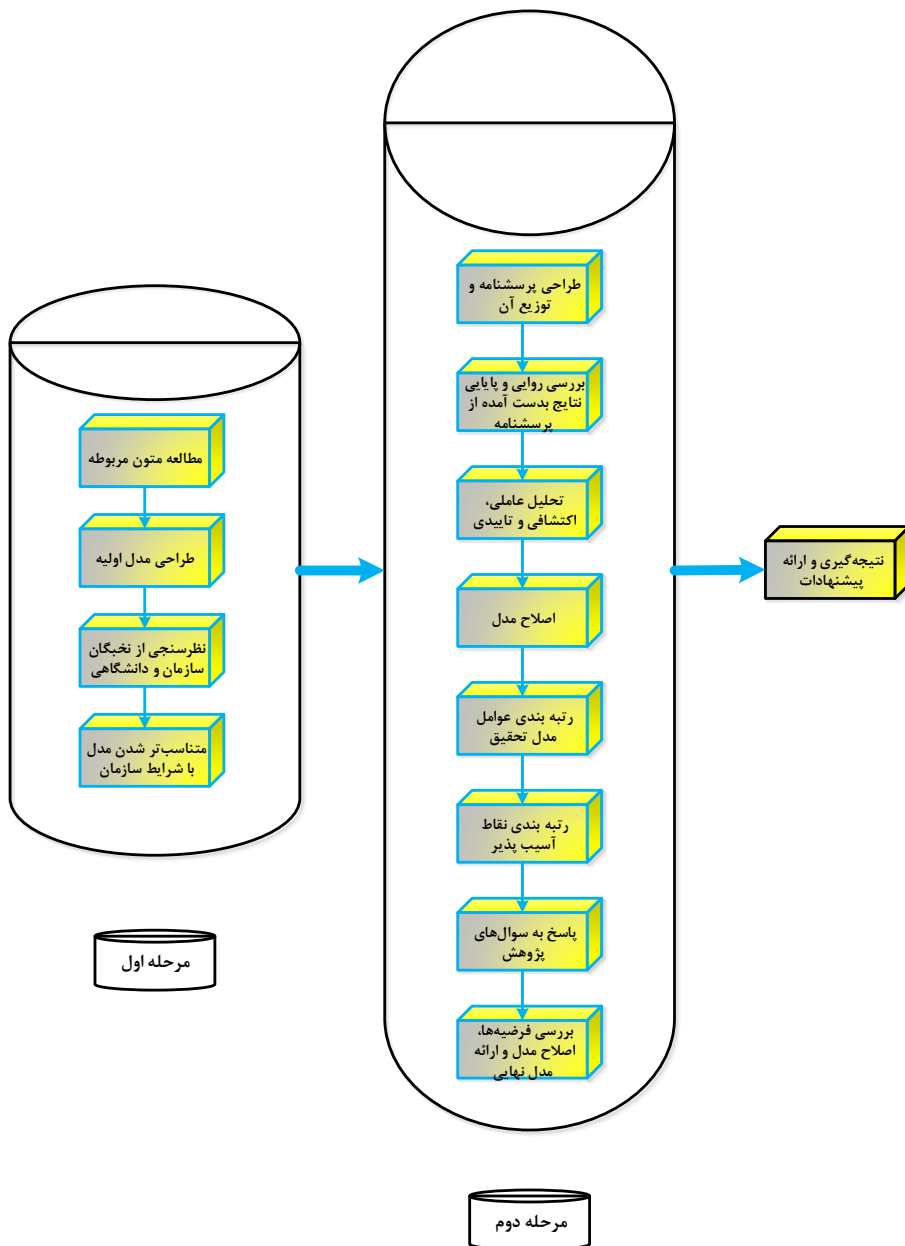 مطالعه متون مربوطه
طراحی مدل اولیه
نظرسنجی از نخبگان
سازمان و دانشگاهی
متناسب‌تر شدن مدل
با شرایط سازمان
مرحله اول
طراحی پرسشنامه و
توزیع آن
بررسی روایی و پایایی
نتایج بدست آمده از
پرسشنامه
تحلیل عاملی،
اکتشافی و تاییدی
اصلاح مدل
رتبه بندی عوامل
مدل تحقیق
رتبه بندی نقاط
آسیب پذیر
پاسخ به سوال‌های
پژوهش
بررسی فرضیه‌ها،
اصلاح مدل و ارائه
مدل نهایی
مرحله دوم
نتیجه‌گیری و ارائه
پیشنهادات